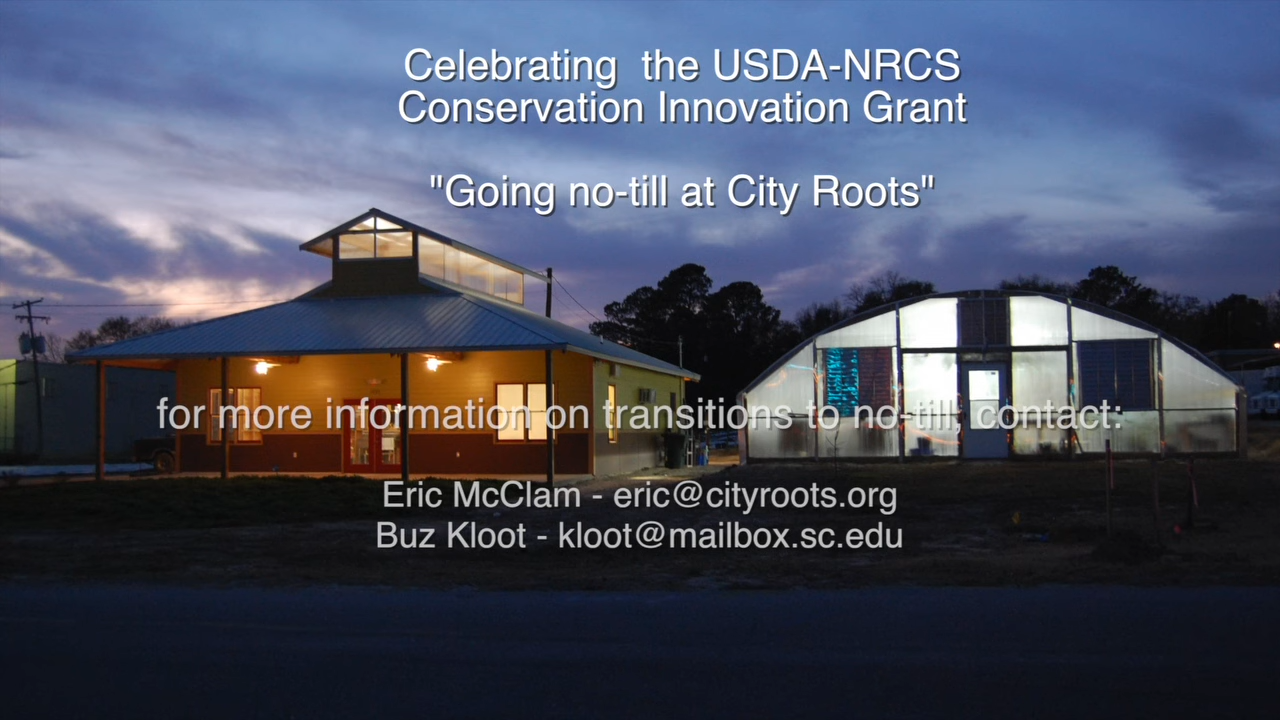 Celebrating  the USDA-NRCS
Conservation Innovation Grant
"Going no-till at City Roots"
for more information on transitions to no-till, contact:
Eric McClam - eric@cityroots.org
Buz Kloot - kloot@mailbox.sc.edu